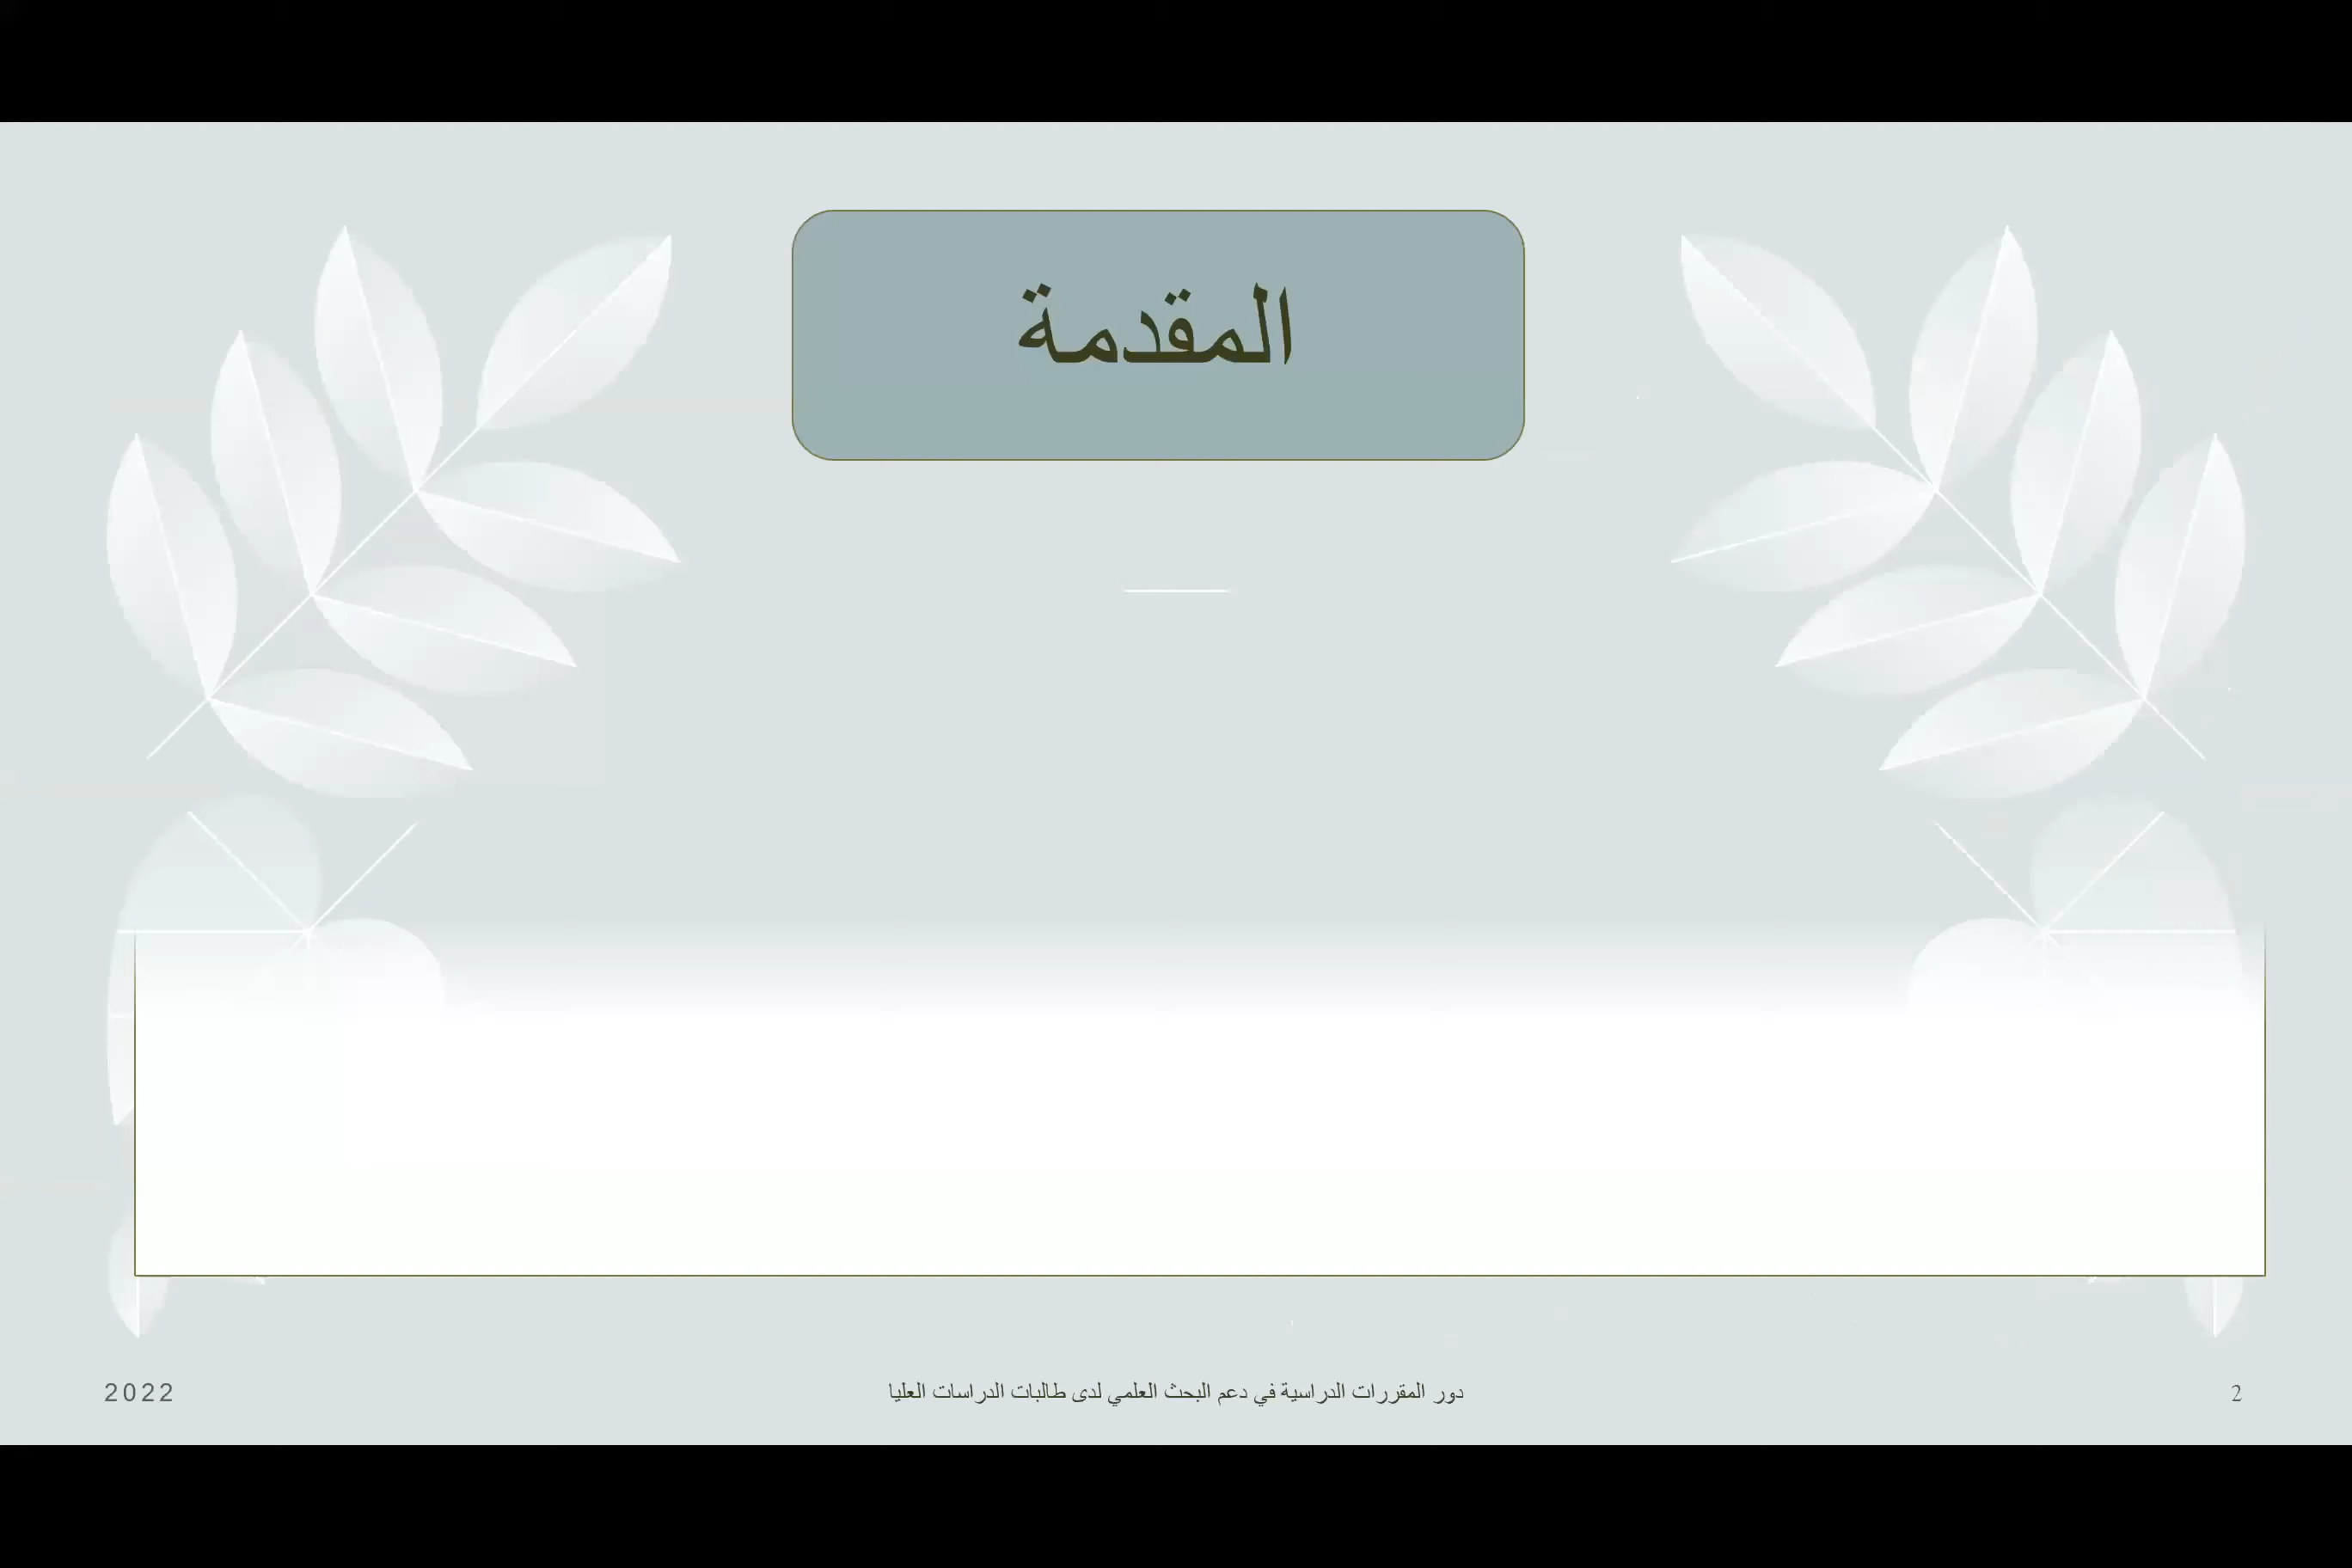 المقدمة
2022
دور المقررات الدراسية في دعم البحث العلمي لدى طالبات الدراسات العليا
2